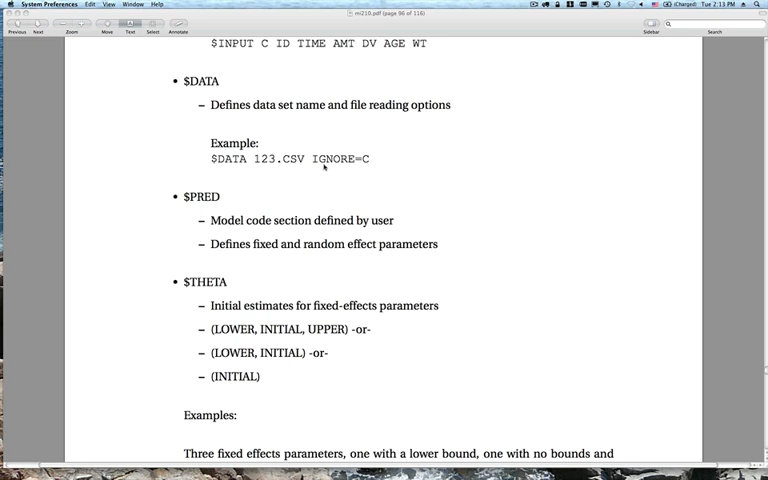 System Preferences Edit View Window Help
(Charged) Tue 2:13 PM
mi210.pdf (page 96 of 116)
Previous Next Zoom Move Text Select Annotate Sidebar Search
$INPUT C ID TIME AMT DV AGE WT
• $DATA
– Defines data set name and file reading options
Example:
$DATA 123.CSV IGNORE=C
• $PRED
– Model code section defined by user
– Defines fixed and random effect parameters
• $THETA
– Initial estimates for fixed-effects parameters
– (LOWER, INITIAL, UPPER) -or-
– (LOWER, INITIAL) -or-
– (INITIAL)
Examples:
Three fixed effects parameters, one with a lower bound, one with no bounds and